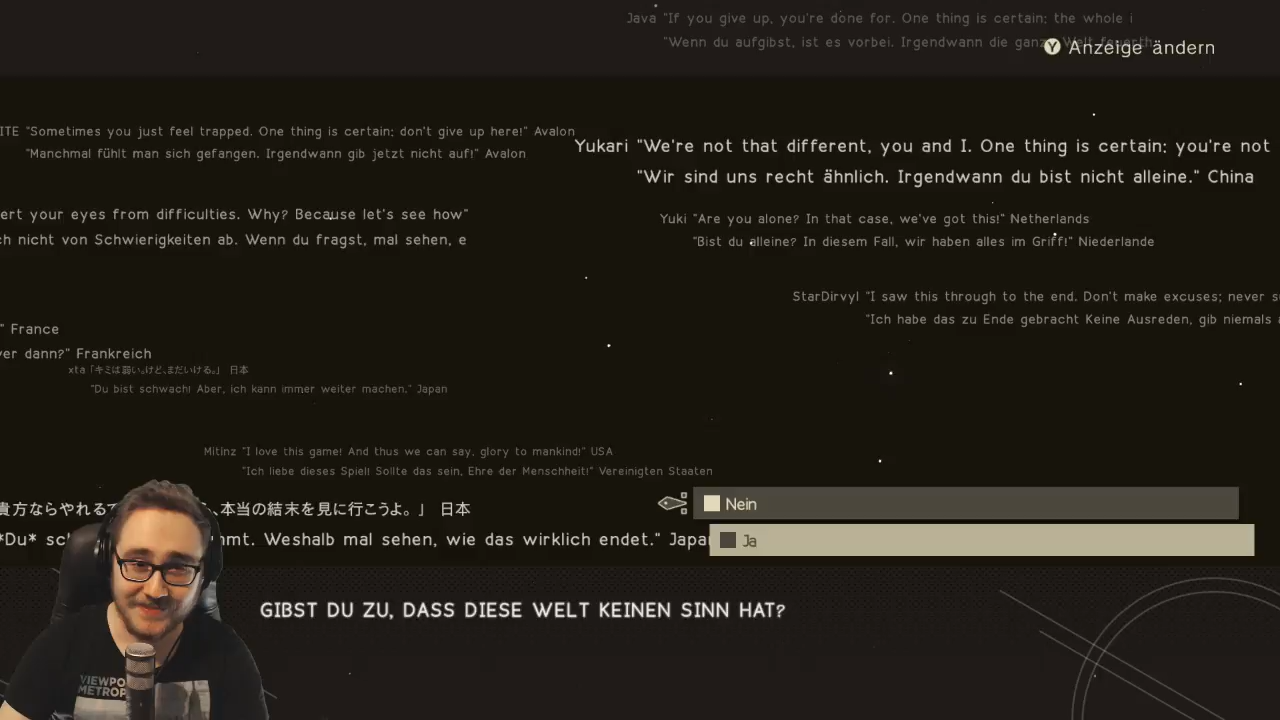 Java "If you give up, you're done for. One thing is certain: the whole i
"Wenn du aufgibst, ist es vorbei. Irgendwann die ganze Welt feuerth
Anzeige ändern
ITE "Sometimes you just feel trapped. One thing is certain: don't give up here!" Avalon
"Manchmal fühlt man sich gefangen. Irgendwann gib jetzt nicht auf!" Avalon
Yukari "We're not that different, you and I. One thing is certain: you're not
"Wir sind uns recht ähnlich. Irgendwann du bist nicht alleine." China
ert your eyes from difficulties. Why? Because let's see how"
ch nicht von Schwierigkeiten ab. Wenn du fragst, mal sehen, e
Yuki "Are you alone? In that case, we've got this!" Netherlands
"Bist du alleine? In diesem Fall, wir haben alles im Griff!" Niederlande
StarDirvyl "I saw this through to the end. Don't make excuses; never s
"Ich habe das zu Ende gebracht Keine Ausreden, gib niemals
" France
ver dann?" Frankreich
xta「キミは弱い。けど、まだいける。」 日本
"Du bist schwach! Aber, ich kann immer weiter machen." Japan
Mitinz "I love this game! And thus we can say, glory to mankind!" USA
"Ich liebe dieses Spiel! Sollte das sein, Ehre der Menschheit!" Vereinigten Staaten
貴方ならやれる 、本当の結末を見に行こうよ。」 日本
"*Du* sc mmt. Weshalb mal sehen, wie das wirklich endet." Japa
Nein
Ja
GIBST DU ZU, DASS DIESE WELT KEINEN SINN HAT?
VIEWPO
METROP